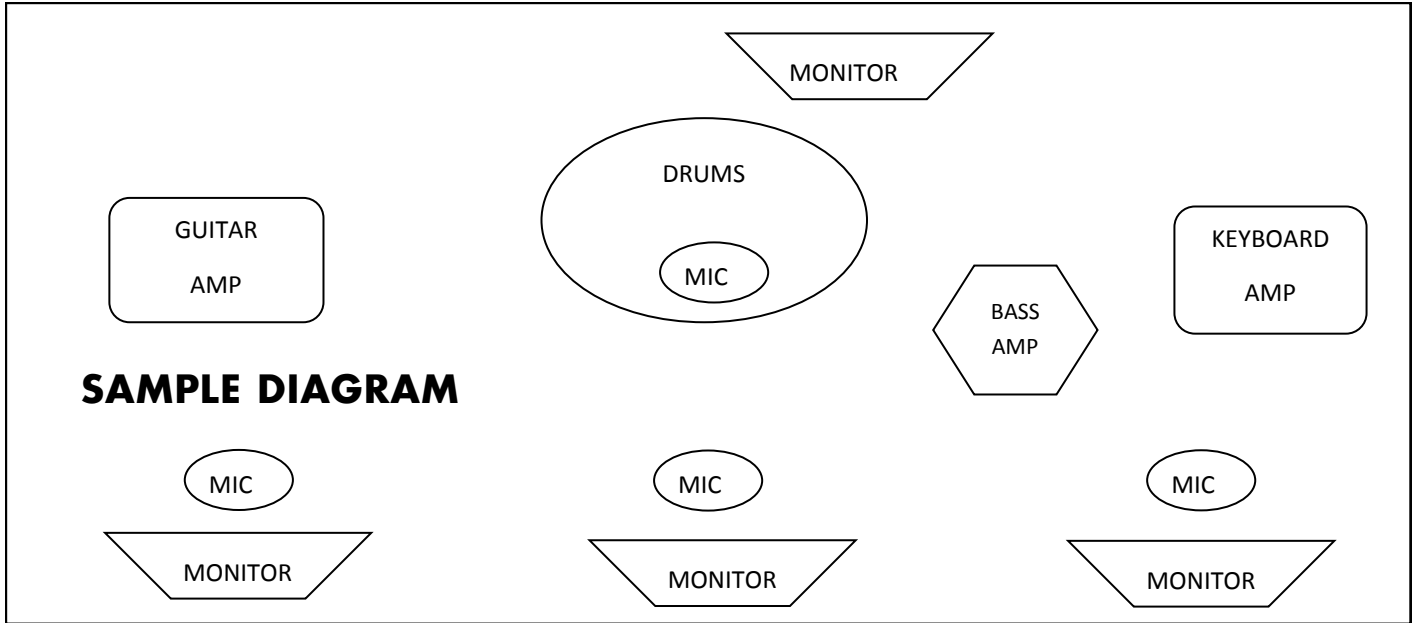 MONITOR
DRUMS
GUITAR
AMP
MIC
KEYBOARD
AMP
BASS
AMP
SAMPLE DIAGRAM
MIC
MIC
MIC
MONITOR
MONITOR
MONITOR